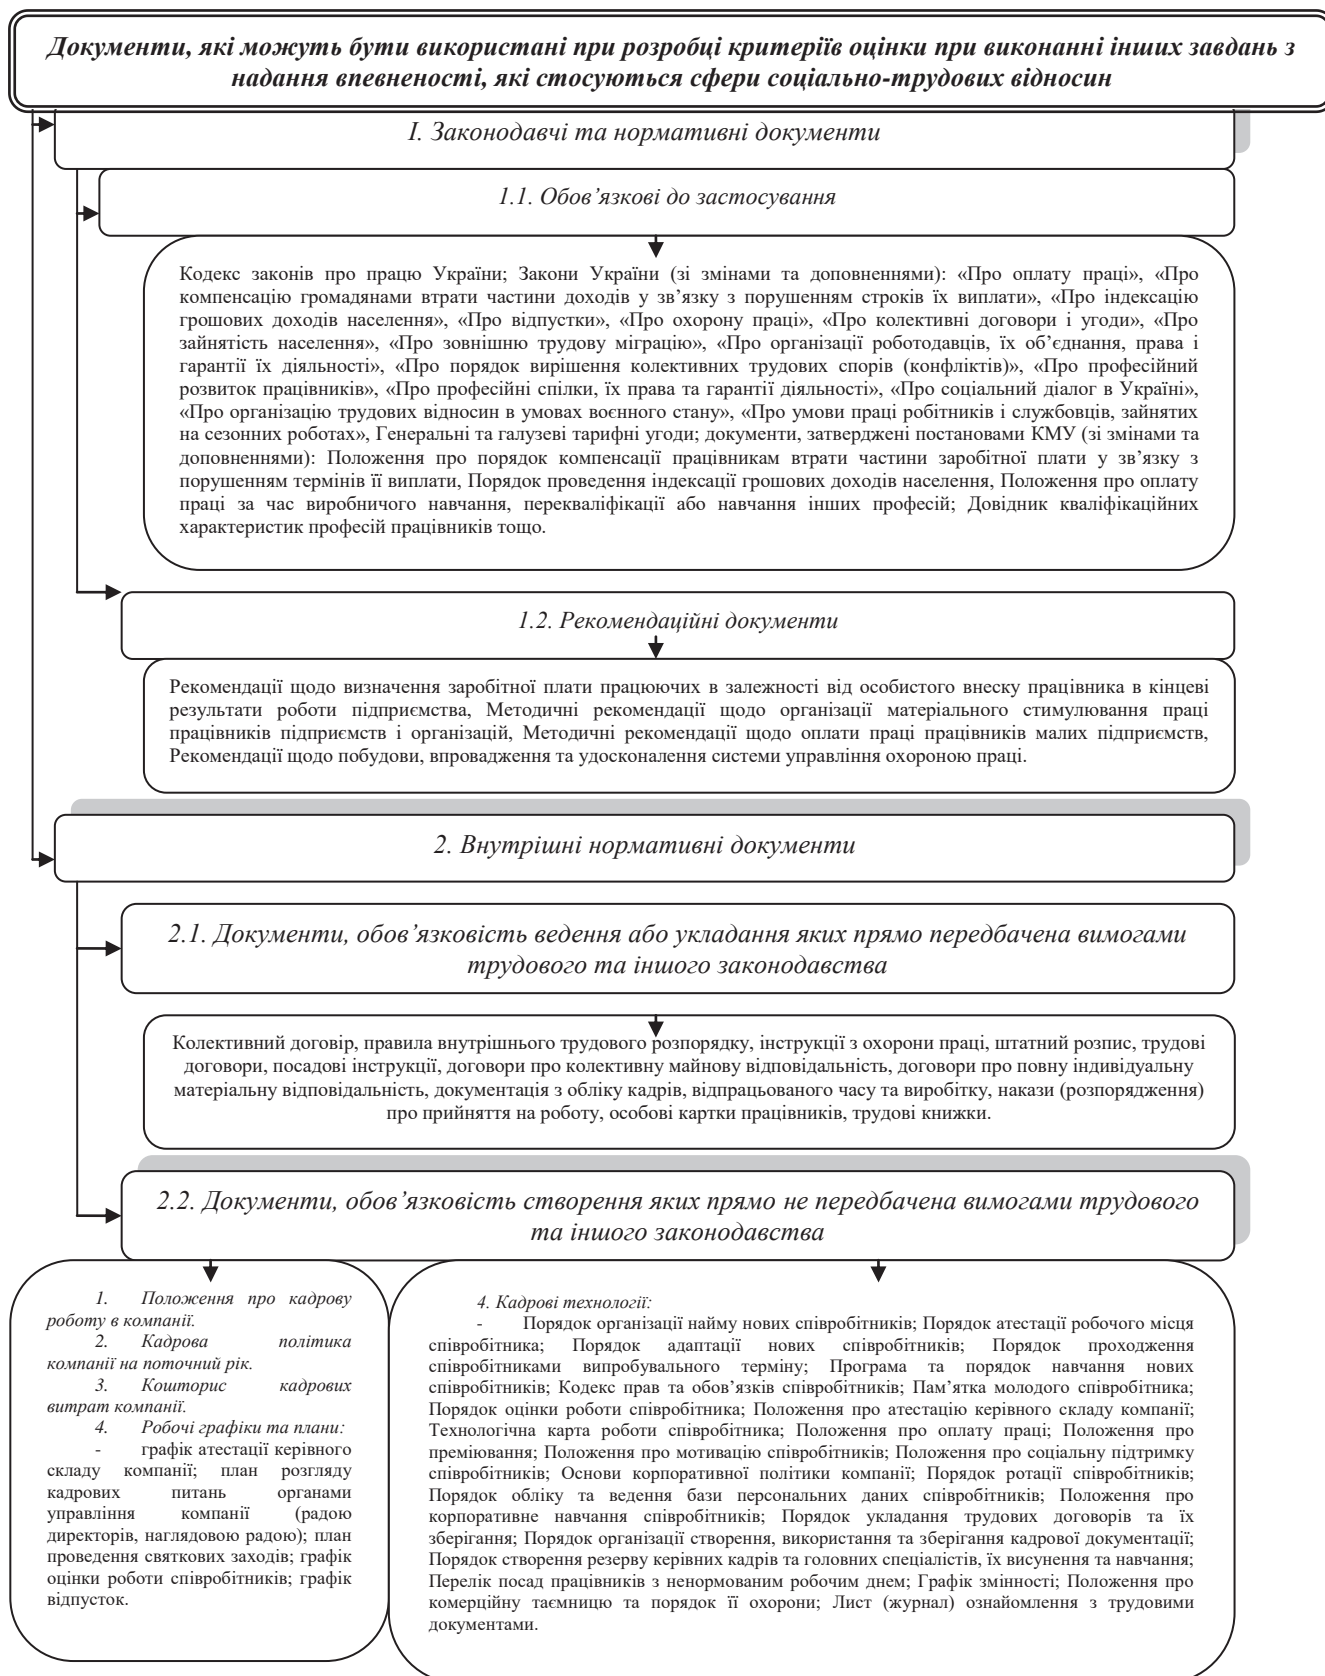 Документи, які можуть бути використані при розробці критеріїв оцінки при виконанні інших завдань з
надання впевненості, які стосуються сфери соціально-трудових відносин
І. Законодавчі та нормативні документи
1.1. Обов’язкові до застосування
Кодекс законів про працю України; Закони України (зі змінами та доповненнями): «Про оплату праці», «Про
компенсацію громадянами втрати частини доходів у зв’язку з порушенням строків їх виплати», «Про індексацію
грошових доходів населення», «Про відпустки», «Про охорону праці», «Про колективні договори і угоди», «Про
зайнятість населення», «Про зовнішню трудову міграцію», «Про організації роботодавців, їх об’єднання, права і
гарантії їх діяльності», «Про порядок вирішення колективних трудових спорів (конфліктів)», «Про професійний
розвиток працівників», «Про професійні спілки, їх права та гарантії діяльності», «Про соціальний діалог в Україні»,
«Про організацію трудових відносин в умовах воєнного стану», «Про умови праці робітників і службовців, зайнятих
на сезонних роботах», Генеральні та галузеві тарифні угоди; документи, затверджені постановами КМУ (зі змінами та
доповненнями): Положення про порядок компенсації працівникам втрати частини заробітної плати у зв’язку з
порушенням термінів її виплати, Порядок проведення індексації грошових доходів населення, Положення про оплату
праці за час виробничого навчання, перекваліфікації або навчання інших професій; Довідник кваліфікаційних
характеристик професій працівників тощо.
1.2. Рекомендаційні документи
Рекомендації щодо визначення заробітної плати працюючих в залежності від особистого внеску працівника в кінцеві
результати роботи підприємства, Методичні рекомендації щодо організації матеріального стимулювання праці
працівників підприємств і організацій, Методичні рекомендації щодо оплати праці працівників малих підприємств,
Рекомендації щодо побудови, впровадження та удосконалення системи управління охороною праці.
2. Внутрішні нормативні документи
2.1. Документи, обов’язковість ведення або укладання яких прямо передбачена вимогами
трудового та іншого законодавства
Колективний договір, правила внутрішнього трудового розпорядку, інструкції з охорони праці, штатний розпис, трудові
договори, посадові інструкції, договори про колективну майнову відповідальність, договори про повну індивідуальну
матеріальну відповідальність, документація з обліку кадрів, відпрацьованого часу та виробітку, накази (розпорядження)
про прийняття на роботу, особові картки працівників, трудові книжки.
2.2. Документи, обов’язковість створення яких прямо не передбачена вимогами трудового
та іншого законодавства
1. Положення про кадрову
роботу в компанії.
2. Кадрова політика
компанії на поточний рік.
3. Кошторис кадрових
витрат компанії.
4. Робочі графіки та плани:
- графік атестації керівного
складу компанії; план розгляду
кадрових питань органами
управління компанії (радою
директорів, наглядовою радою); план
проведення святкових заходів; графік
оцінки роботи співробітників; графік
відпусток.
4. Кадрові технології:
- Порядок організації найму нових співробітників; Порядок атестації робочого місця
співробітника; Порядок адаптації нових співробітників; Порядок проходження
співробітниками випробувального терміну; Програма та порядок навчання нових
співробітників; Кодекс прав та обов’язків співробітників; Пам’ятка молодого співробітника;
Порядок оцінки роботи співробітника; Положення про атестацію керівного складу компанії;
Технологічна карта роботи співробітника; Положення про оплату праці; Положення про
преміювання; Положення про мотивацію співробітників; Положення про соціальну підтримку
співробітників; Основи корпоративної політики компанії; Порядок ротації співробітників;
Порядок обліку та ведення бази персональних даних співробітників; Положення про
корпоративне навчання співробітників; Порядок укладання трудових договорів та їх
зберігання; Порядок організації створення, використання та зберігання кадрової документації;
Порядок створення резерву керівних кадрів та головних спеціалістів, їх висунення та навчання;
Перелік посад працівників з ненормованим робочим днем; Графік змінності; Положення про
комерційну таємницю та порядок її охорони; Лист (журнал) ознайомлення з трудовими
документами.